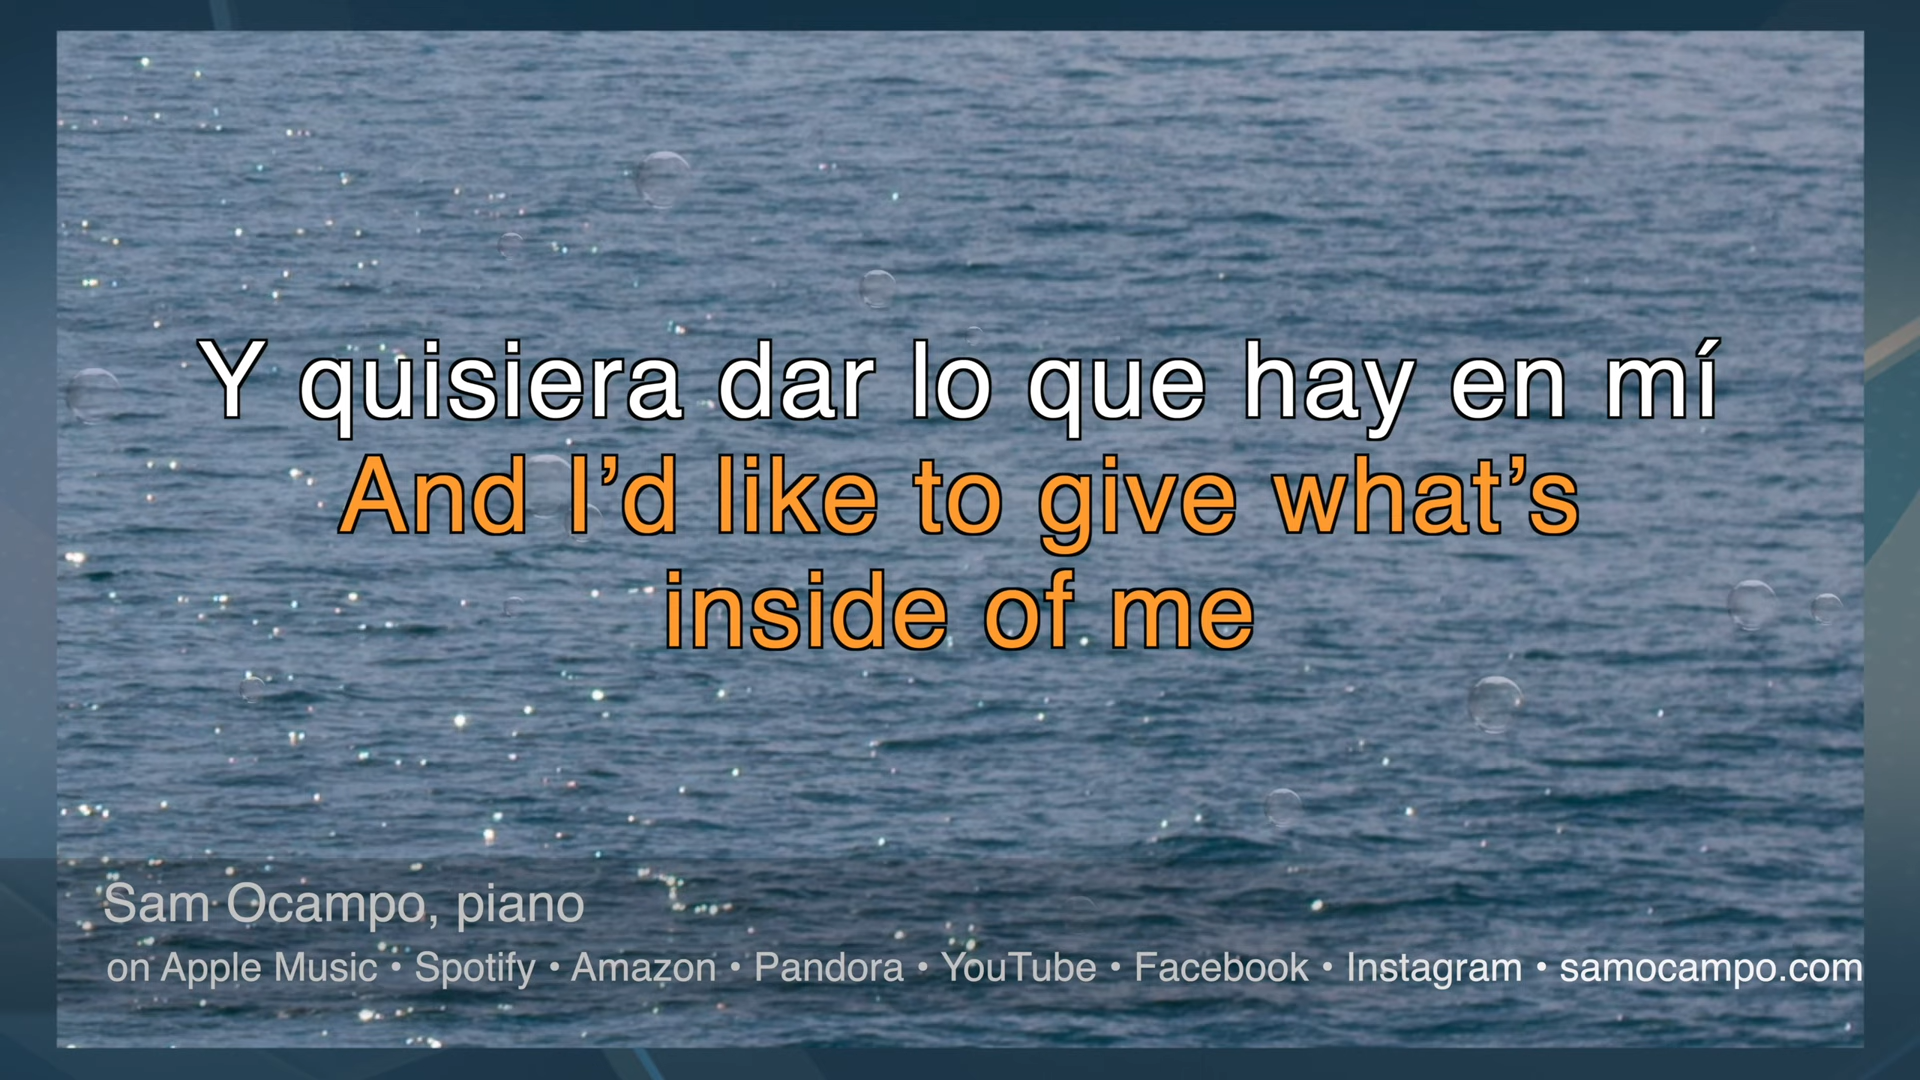 Y quisiera dar lo que hay en mí
And I’d like to give what’s
inside of me
Sam Ocampo, piano
on Apple Music • Spotify • Amazon • Pandora • YouTube • Facebook • Instagram • samocampo.com